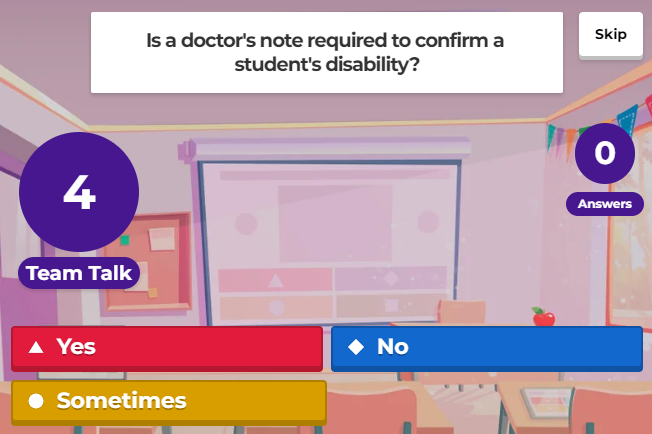 Is a doctor's note required to confirm a
student's disability?
Skip
4
Team Talk
0
Answers
Yes
No
Sometimes